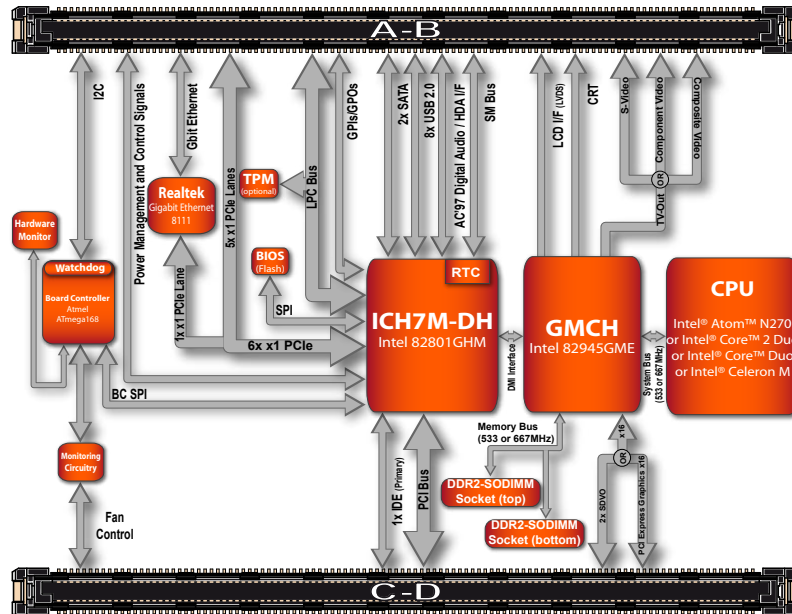 A-B
I2C
Power Management and Control Signals
Gbit Ethernet
5x x1 PCIe Lanes
LPC Bus
GPIs/GPOs
2x SATA
8x USB 2.0
AC'97 Digital Audio / HDA I/F
SM Bus
LCD I/F (LVDS)
CRT
S-Video
Component Video
Composite Video
OR
TV-Out
TPM
(optional)
Realtek
Gigabit Ethernet
8111
Hardware
Monitor
Watchdog
Board Controller
Atmel
ATmega168
BIOS
(Flash)
SPI
1x x1 PCIe Lane
6x x1 PCIe
BC SPI
RTC
ICH7M-DH
Intel 82801GHM
DMI Interface
GMCH
Intel 82945GME
System Bus
(533 or 667MHz)
CPU
Intel® Atom™ N270
or Intel® Core™ 2 Duo
or Intel® Core™ Duo
or Intel® Celeron M
Monitoring
Circuitry
Fan
Control
1x IDE (Primary)
PCI Bus
Memory Bus
(533 or 667MHz)
DDR2-SODIMM
Socket (top)
DDR2-SODIMM
Socket (bottom)
x16
OR
2x SDVO
PCI Express Graphics x16
C-D